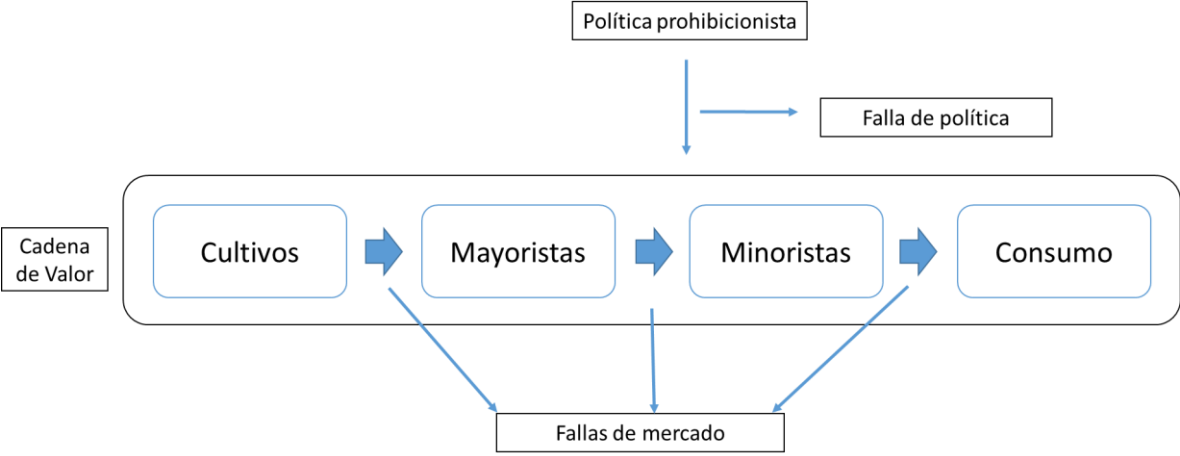 Política prohibicionista
Falla de política
Cadena
de Valor
Cultivos
Mayoristas
Minoristas
Consumo
Fallas de mercado